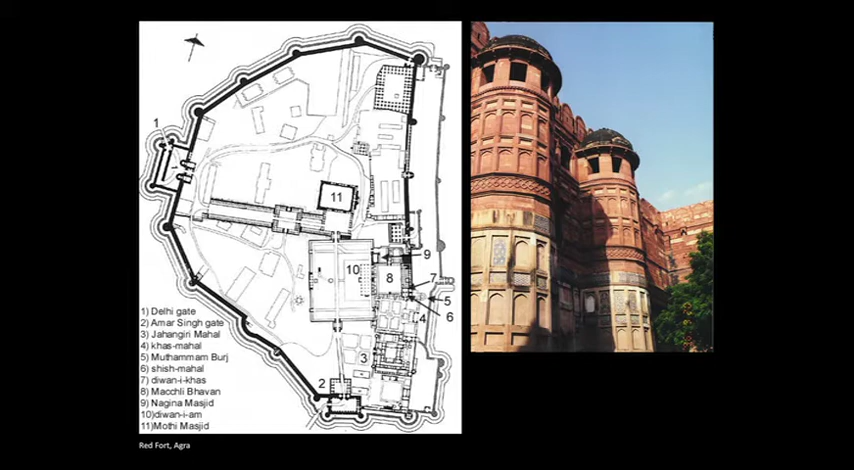 1
11
10
9
8
7
5
4
6
3
2
1) Delhi gate
2) Amar Singh gate
3) Jahangiri Mahal
4) khas-mahal
5) Muthammam Burj
6) shish-mahal
7) diwan-i-khas
8) Macchli Bhavan
9) Nagina Masjid
10)diwan-i-am
11)Mothi Masjid
Red Fort, Agra